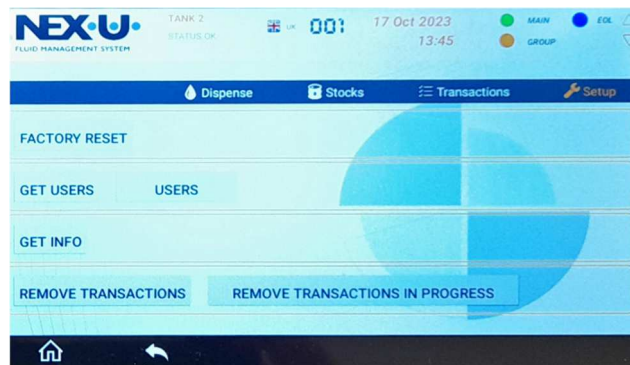 NEX·U·
FLUID MANAGEMENT SYSTEM
TANK 2
STATUS OK
UK
001
17 Oct 2023
13:45
MAIN
GROUP
EOL
Dispense
Stocks
Transactions
Setup
FACTORY RESET
GET USERS
USERS
GET INFO
REMOVE TRANSACTIONS
REMOVE TRANSACTIONS IN PROGRESS